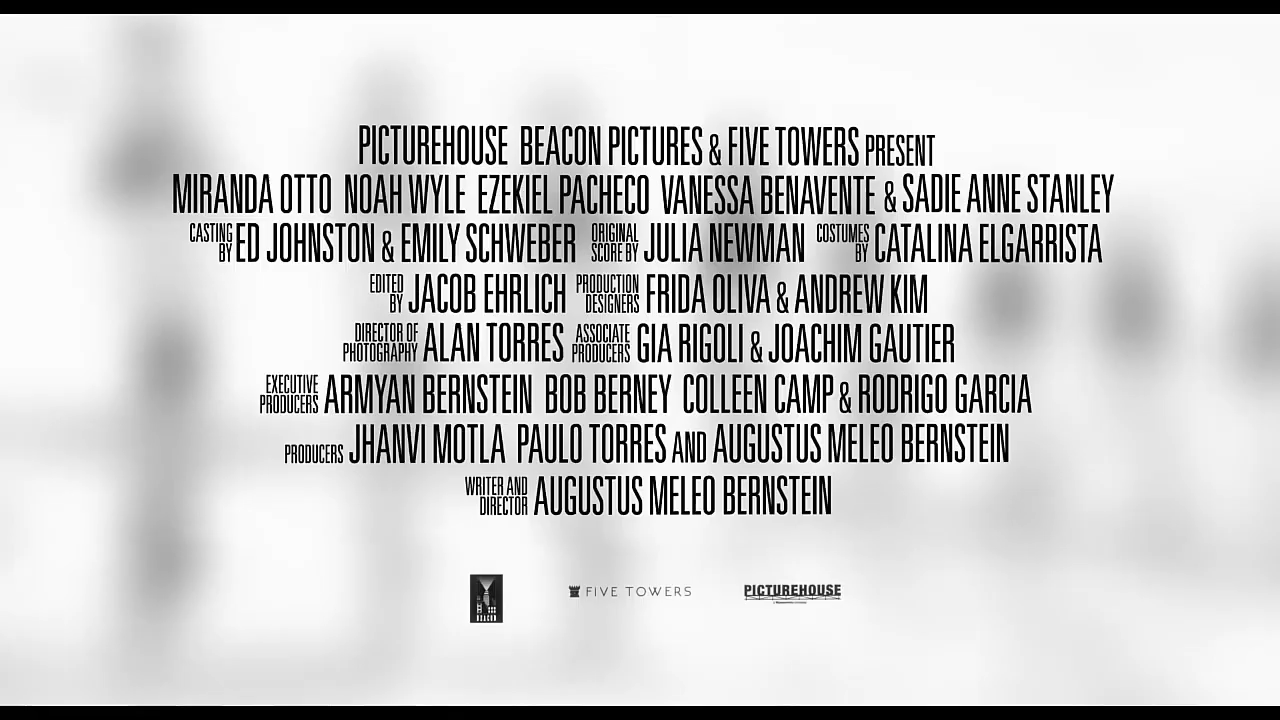 PICTUREHOUSE BEACON PICTURES & FIVE TOWERS PRESENT
MIRANDA OTTO NOAH WYLE EZEKIEL PACHECO VANESSA BENAVENTE & SADIE ANNE STANLEY
CASTING BY ED JOHNSTON & EMILY SCHWEBER ORIGINAL SCORE BY JULIA NEWMAN COSTUMES BY CATALINA ELGARRISTA
EDITED BY JACOB EHRLICH PRODUCTION DESIGNERS FRIDA OLIVA & ANDREW KIM
DIRECTOR OF PHOTOGRAPHY ALAN TORRES ASSOCIATE PRODUCERS GIA RIGOLI & JOACHIM GAUTIER
EXECUTIVE PRODUCERS ARMYAN BERNSTEIN BOB BERNEY COLLEEN CAMP & RODRIGO GARCIA
PRODUCERS JHANVI MOTLA PAULO TORRES AND AUGUSTUS MELEO BERNSTEIN
WRITER AND DIRECTOR AUGUSTUS MELEO BERNSTEIN
BEACON FIVE TOWERS PICTUREHOUSE